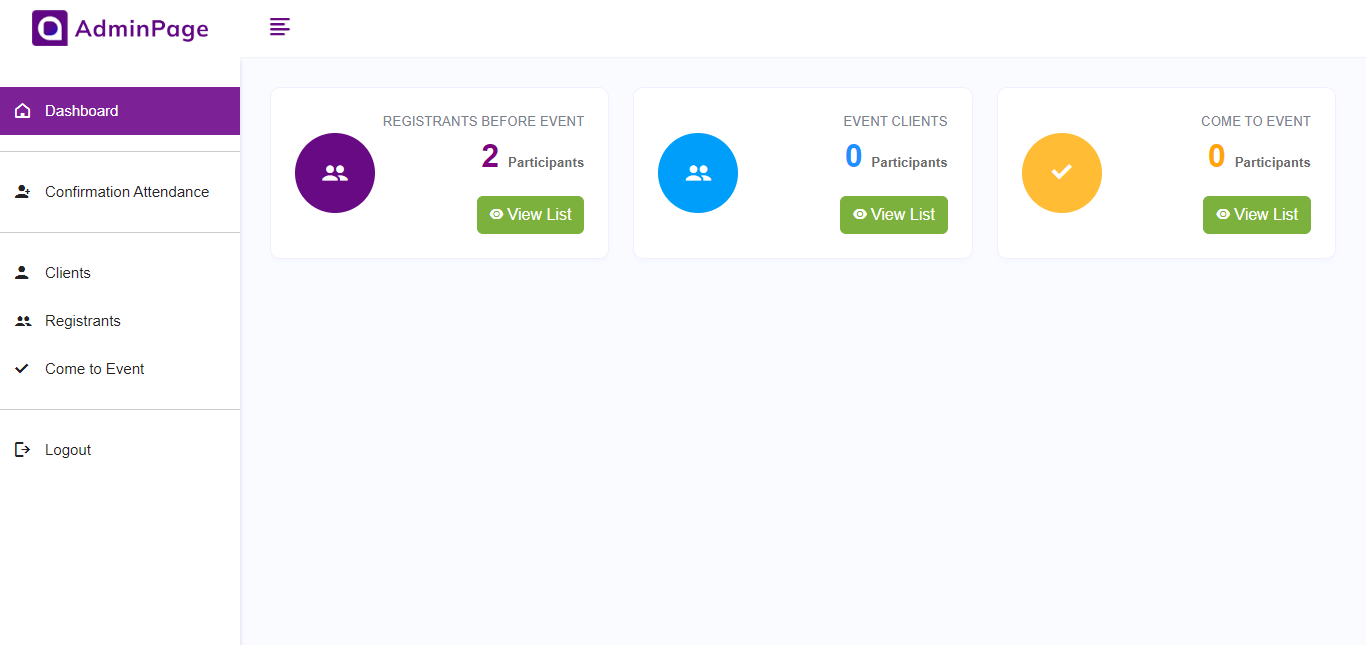 AdminPage
Dashboard
Confirmation Attendance
Clients
Registrants
Come to Event
Logout
REGISTRANTS BEFORE EVENT
2 Participants
View List
EVENT CLIENTS
0 Participants
View List
COME TO EVENT
0 Participants
View List